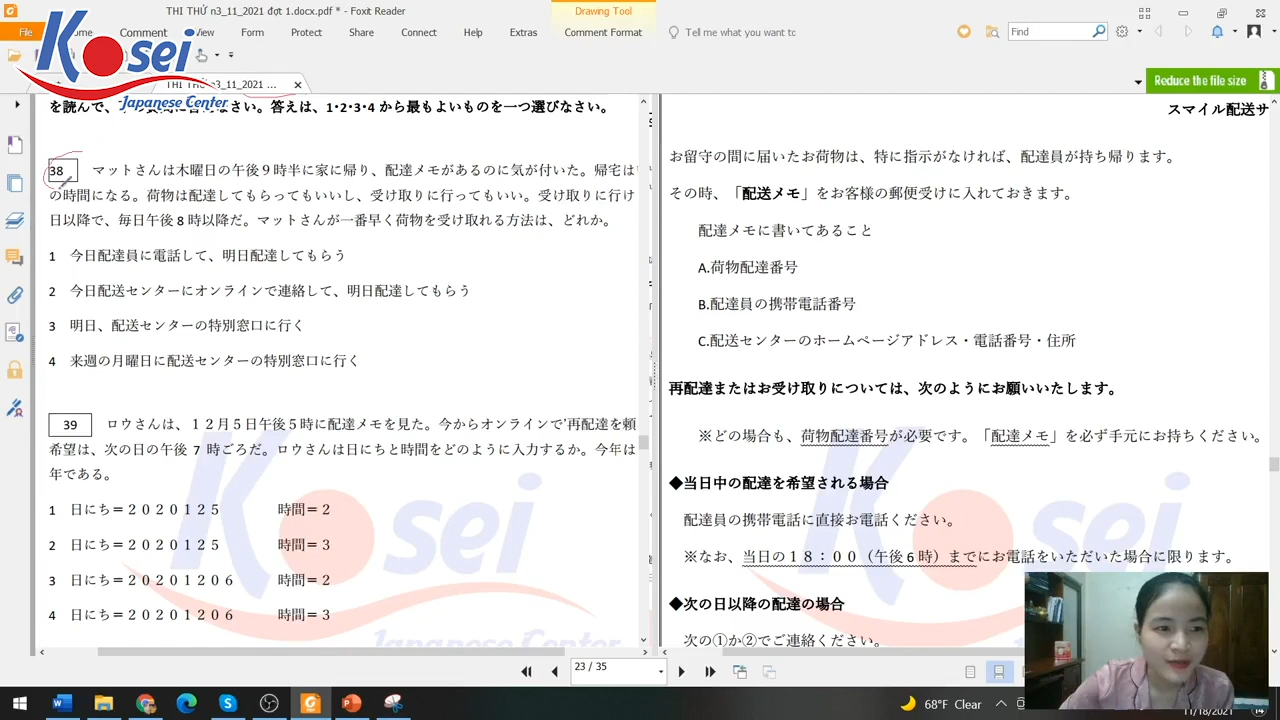 THI THỬ n3_11_2021 đợt 1.docx.pdf * - Foxit Reader
Drawing Tool
File
Comment
View
Form
Protect
Share
Connect
Help
Extras
Comment Format
Tell me what you want to
Find
Kosei
Japanese Center
THI THỬ n3_11_2021 ...
Reduce the file size
答えは、1･2･3･4 から最もよいものを一つ選びなさい。
38 マットさんは木曜日の午後９時半に家に帰り、配達メモがあるのに気が付いた。帰宅は
の時間になる。荷物は配達してもらってもいいし、受け取りに行ってもいい。受け取りに行け
日以降で、毎日午後 8 時以降だ。マットさんが一番早く荷物を受け取れる方法は、どれか。
1 今日配達員に電話して、明日配達してもらう
2 今日配送センターにオンラインで連絡して、明日配達してもらう
3 明日、配送センターの特別窓口に行く
4 来週の月曜日に配送センターの特別窓口に行く
39 ロウさんは、１２月５日午後５時に配達メモを見た。今からオンラインで’再配達を頼
希望は、次の日の午後 7 時ごろだ。ロウさんは日にちと時間をどのように入力するか。今年は
年である。
1 日にち＝２０２０１２５ 時間＝２
2 日にち＝２０２０１２５ 時間＝３
3 日にち＝２０２０１２０６ 時間＝２
4 日にち＝２０２０１２０６ 時間＝３
Kosei
Japanese Center
スマイル配送サ
お留守の間に届いたお荷物は、特に指示がなければ、配達員が持ち帰ります。
その時、「配送メモ」をお客様の郵便受けに入れておきます。
配達メモに書いてあること
A.荷物配達番号
B.配達員の携帯電話番号
C.配送センターのホームページアドレス・電話番号・住所
再配達またはお受け取りについては、次のようにお願いいたします。
※どの場合も、荷物配達番号が必要です。「配達メモ」を必ず手元にお持ちください。
◆当日中の配達を希望される場合
配達員の携帯電話に直接お電話ください。
※なお、当日の１８：００（午後 6 時）までにお電話をいただいた場合に限ります。
◆次の日以降の配達の場合
次の①か②でご連絡ください。
Kosei
23 / 35
68°F Clear
11/18/2021